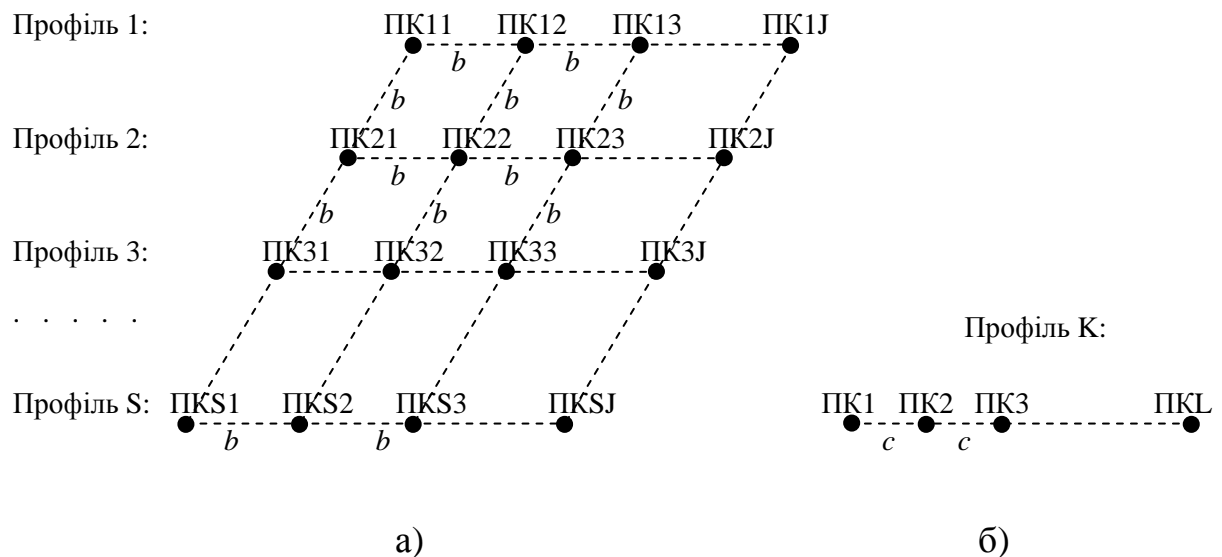 Профіль 1: ПК11 ПК12 ПК13 ПК1J
b b
b b b
Профіль 2: ПК21 ПК22 ПК23 ПК2J
b b
b b b
Профіль 3: ПК31 ПК32 ПК33 ПК3J
. . . . .
Профіль K:
Профіль S: ПКS1 ПКS2 ПКS3 ПКSJ ПК1 ПК2 ПК3 ПКL
b b c c
а) б)